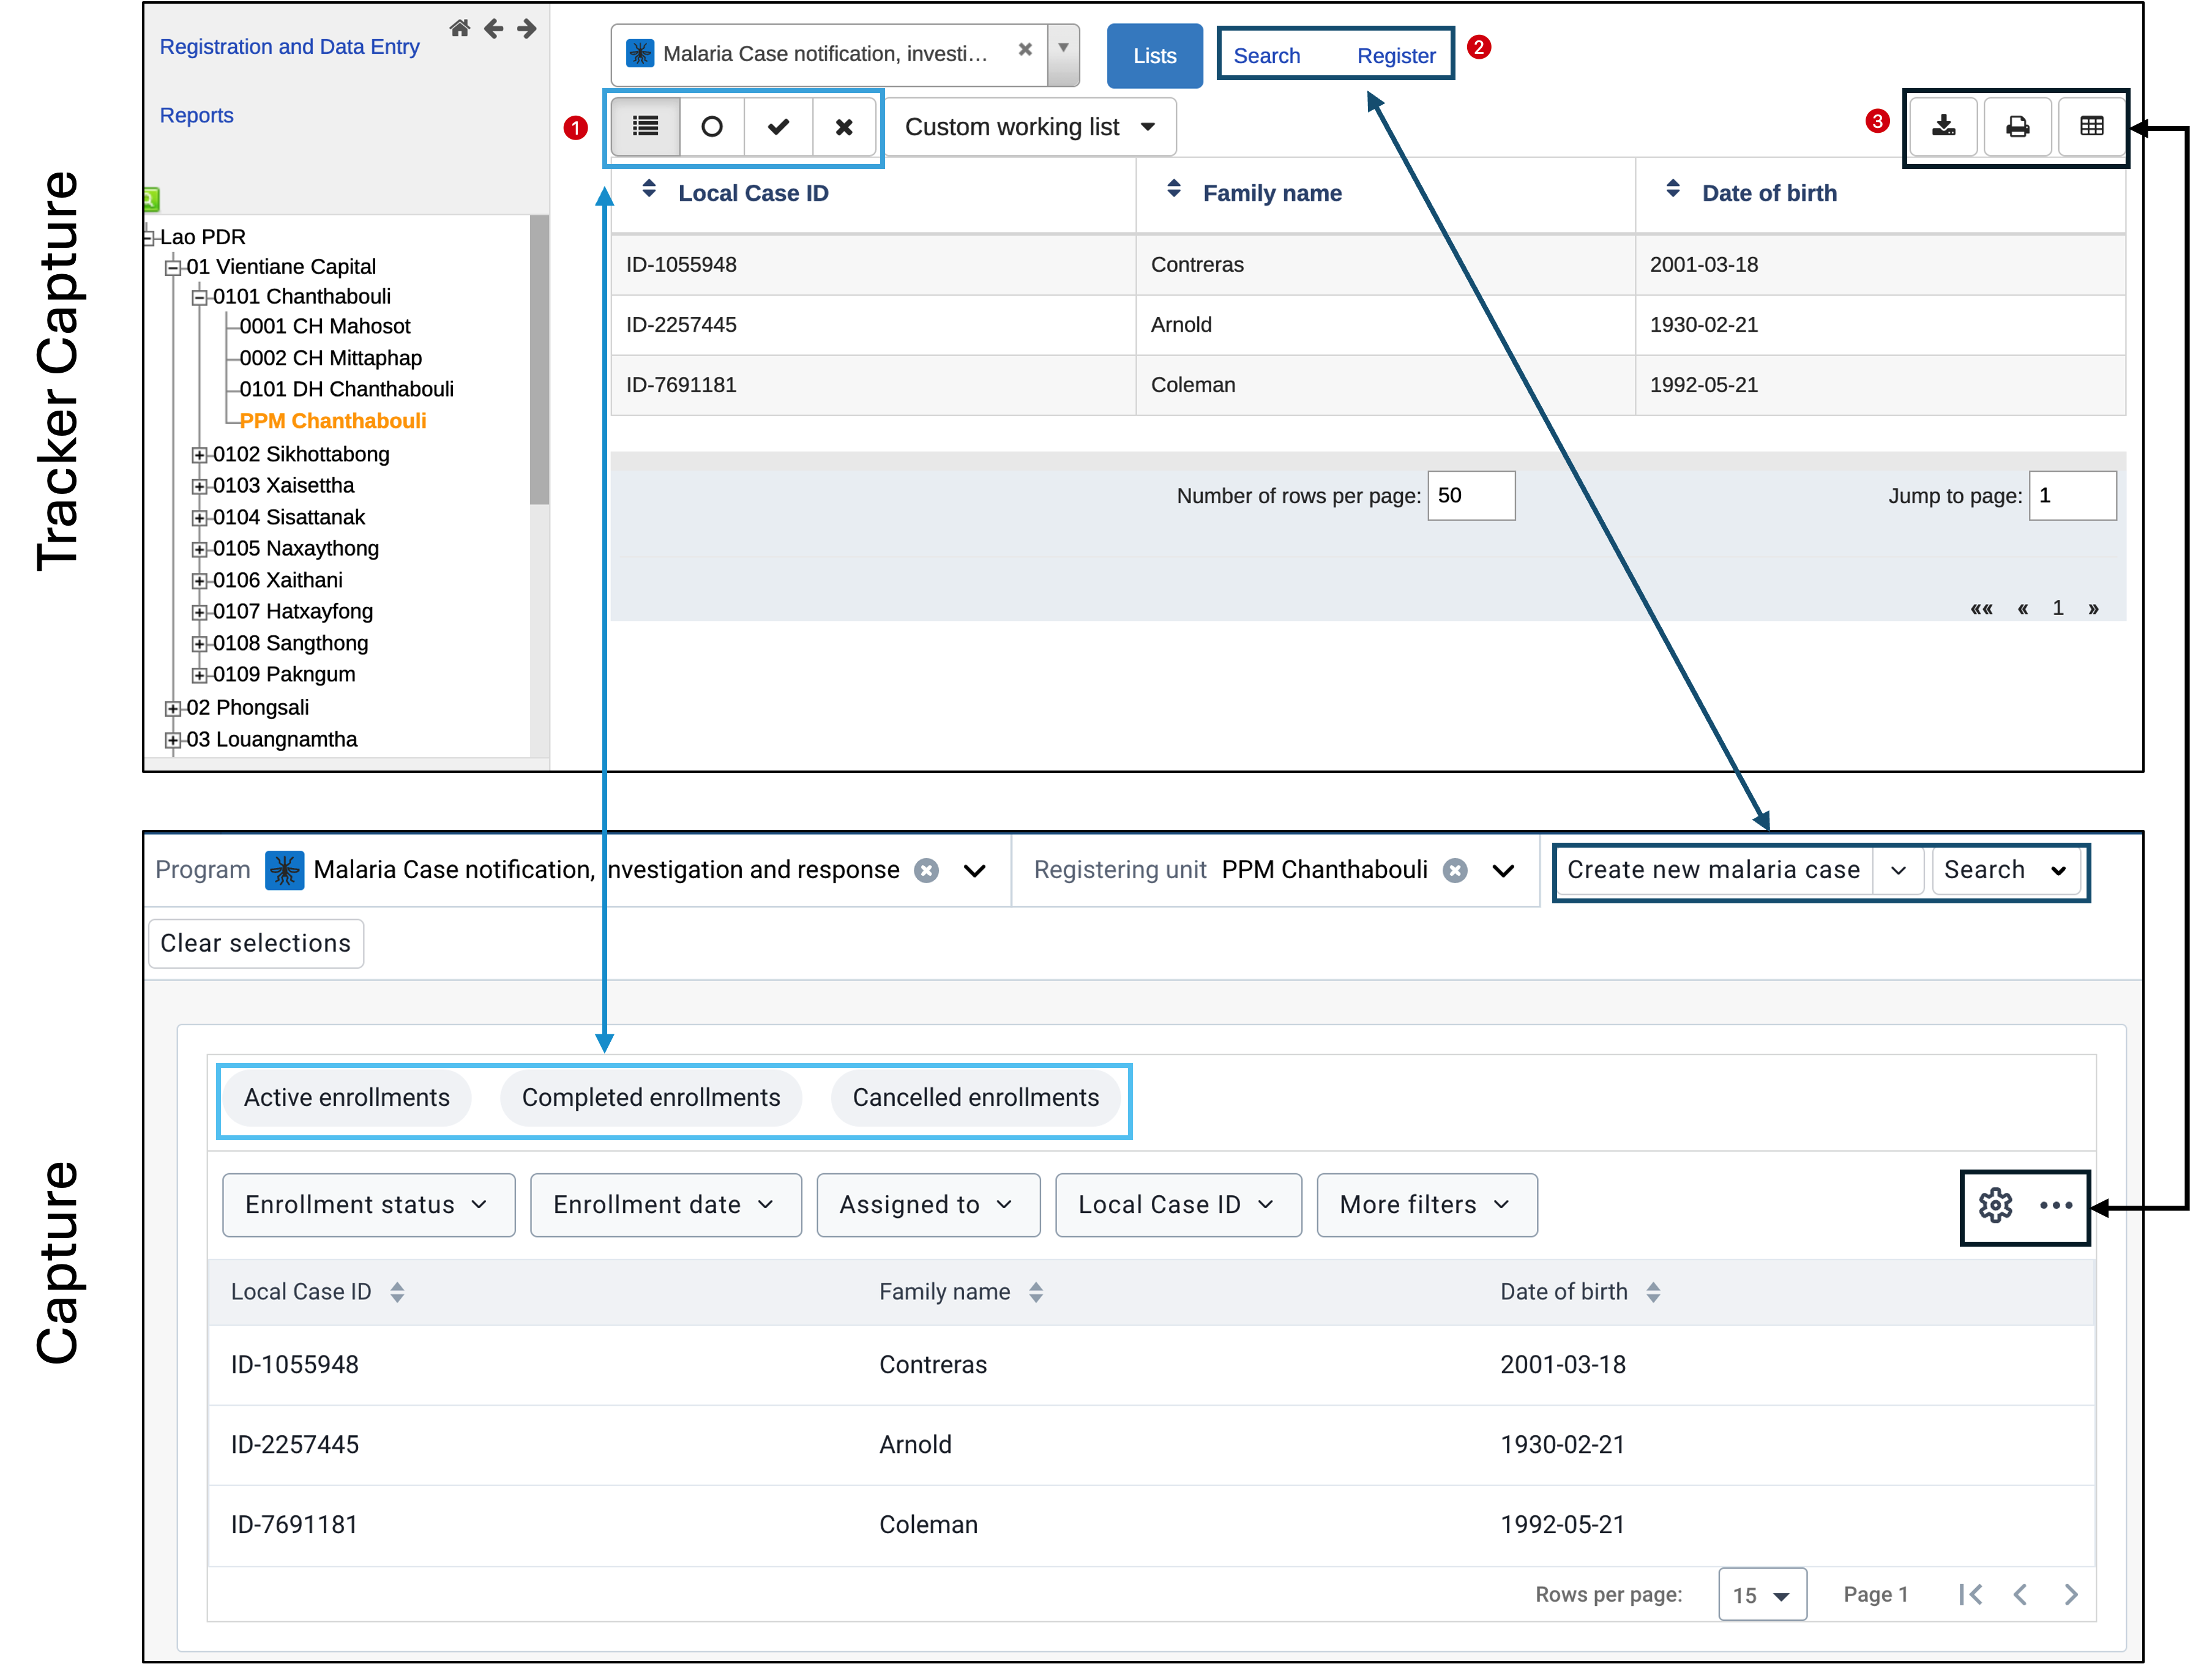 Tracker Capture
Registration and Data Entry
Reports
Lao PDR
01 Vientiane Capital
0101 Chanthabouli
0001 CH Mahosot
0002 CH Mittaphap
0101 DH Chanthabouli
PPM Chanthabouli
0102 Sikhottabong
0103 Xaisettha
0104 Sisattanak
0105 Naxaythong
0106 Xaithani
0107 Hatxayfong
0108 Sangthong
0109 Pakngum
02 Phongsali
03 Louangnamtha
Malaria Case notification, investi... Lists Search Register 2
1 Custom working list 3
Local Case ID Family name Date of birth
ID-1055948 Contreras 2001-03-18
ID-2257445 Arnold 1930-02-21
ID-7691181 Coleman 1992-05-21
Number of rows per page: 50 Jump to page: 1
«« « 1 »
Capture
Program Malaria Case notification, investigation and response Registering unit PPM Chanthabouli Create new malaria case Search
Clear selections
Active enrollments Completed enrollments Cancelled enrollments
Enrollment status Enrollment date Assigned to Local Case ID More filters
Local Case ID Family name Date of birth
ID-1055948 Contreras 2001-03-18
ID-2257445 Arnold 1930-02-21
ID-7691181 Coleman 1992-05-21
Rows per page: 15 Page 1